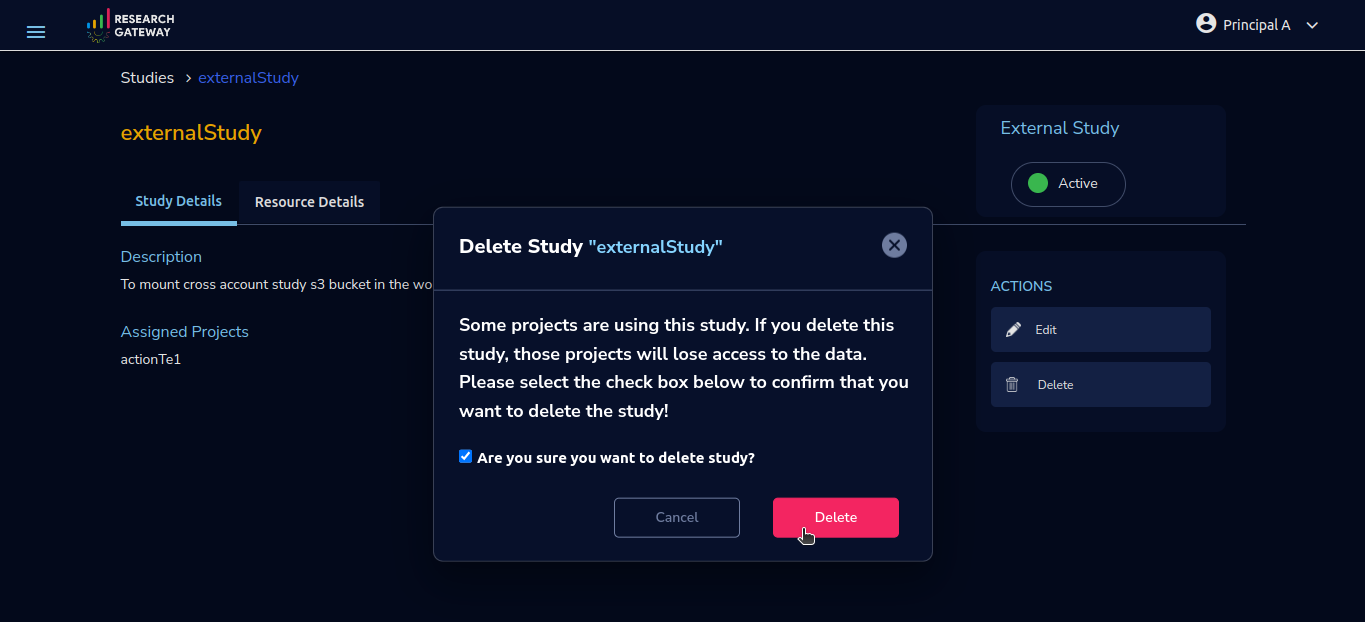 RESEARCH
GATEWAY
Principal A
Studies > externalStudy
externalStudy
External Study
Active
Study Details
Resource Details
Description
To mount cross account study s3 bucket in the wo
Assigned Projects
actionTe1
Delete Study "externalStudy"
Some projects are using this study. If you delete this
study, those projects will lose access to the data.
Please select the check box below to confirm that you
want to delete the study!
Are you sure you want to delete study?
Cancel
Delete
ACTIONS
Edit
Delete